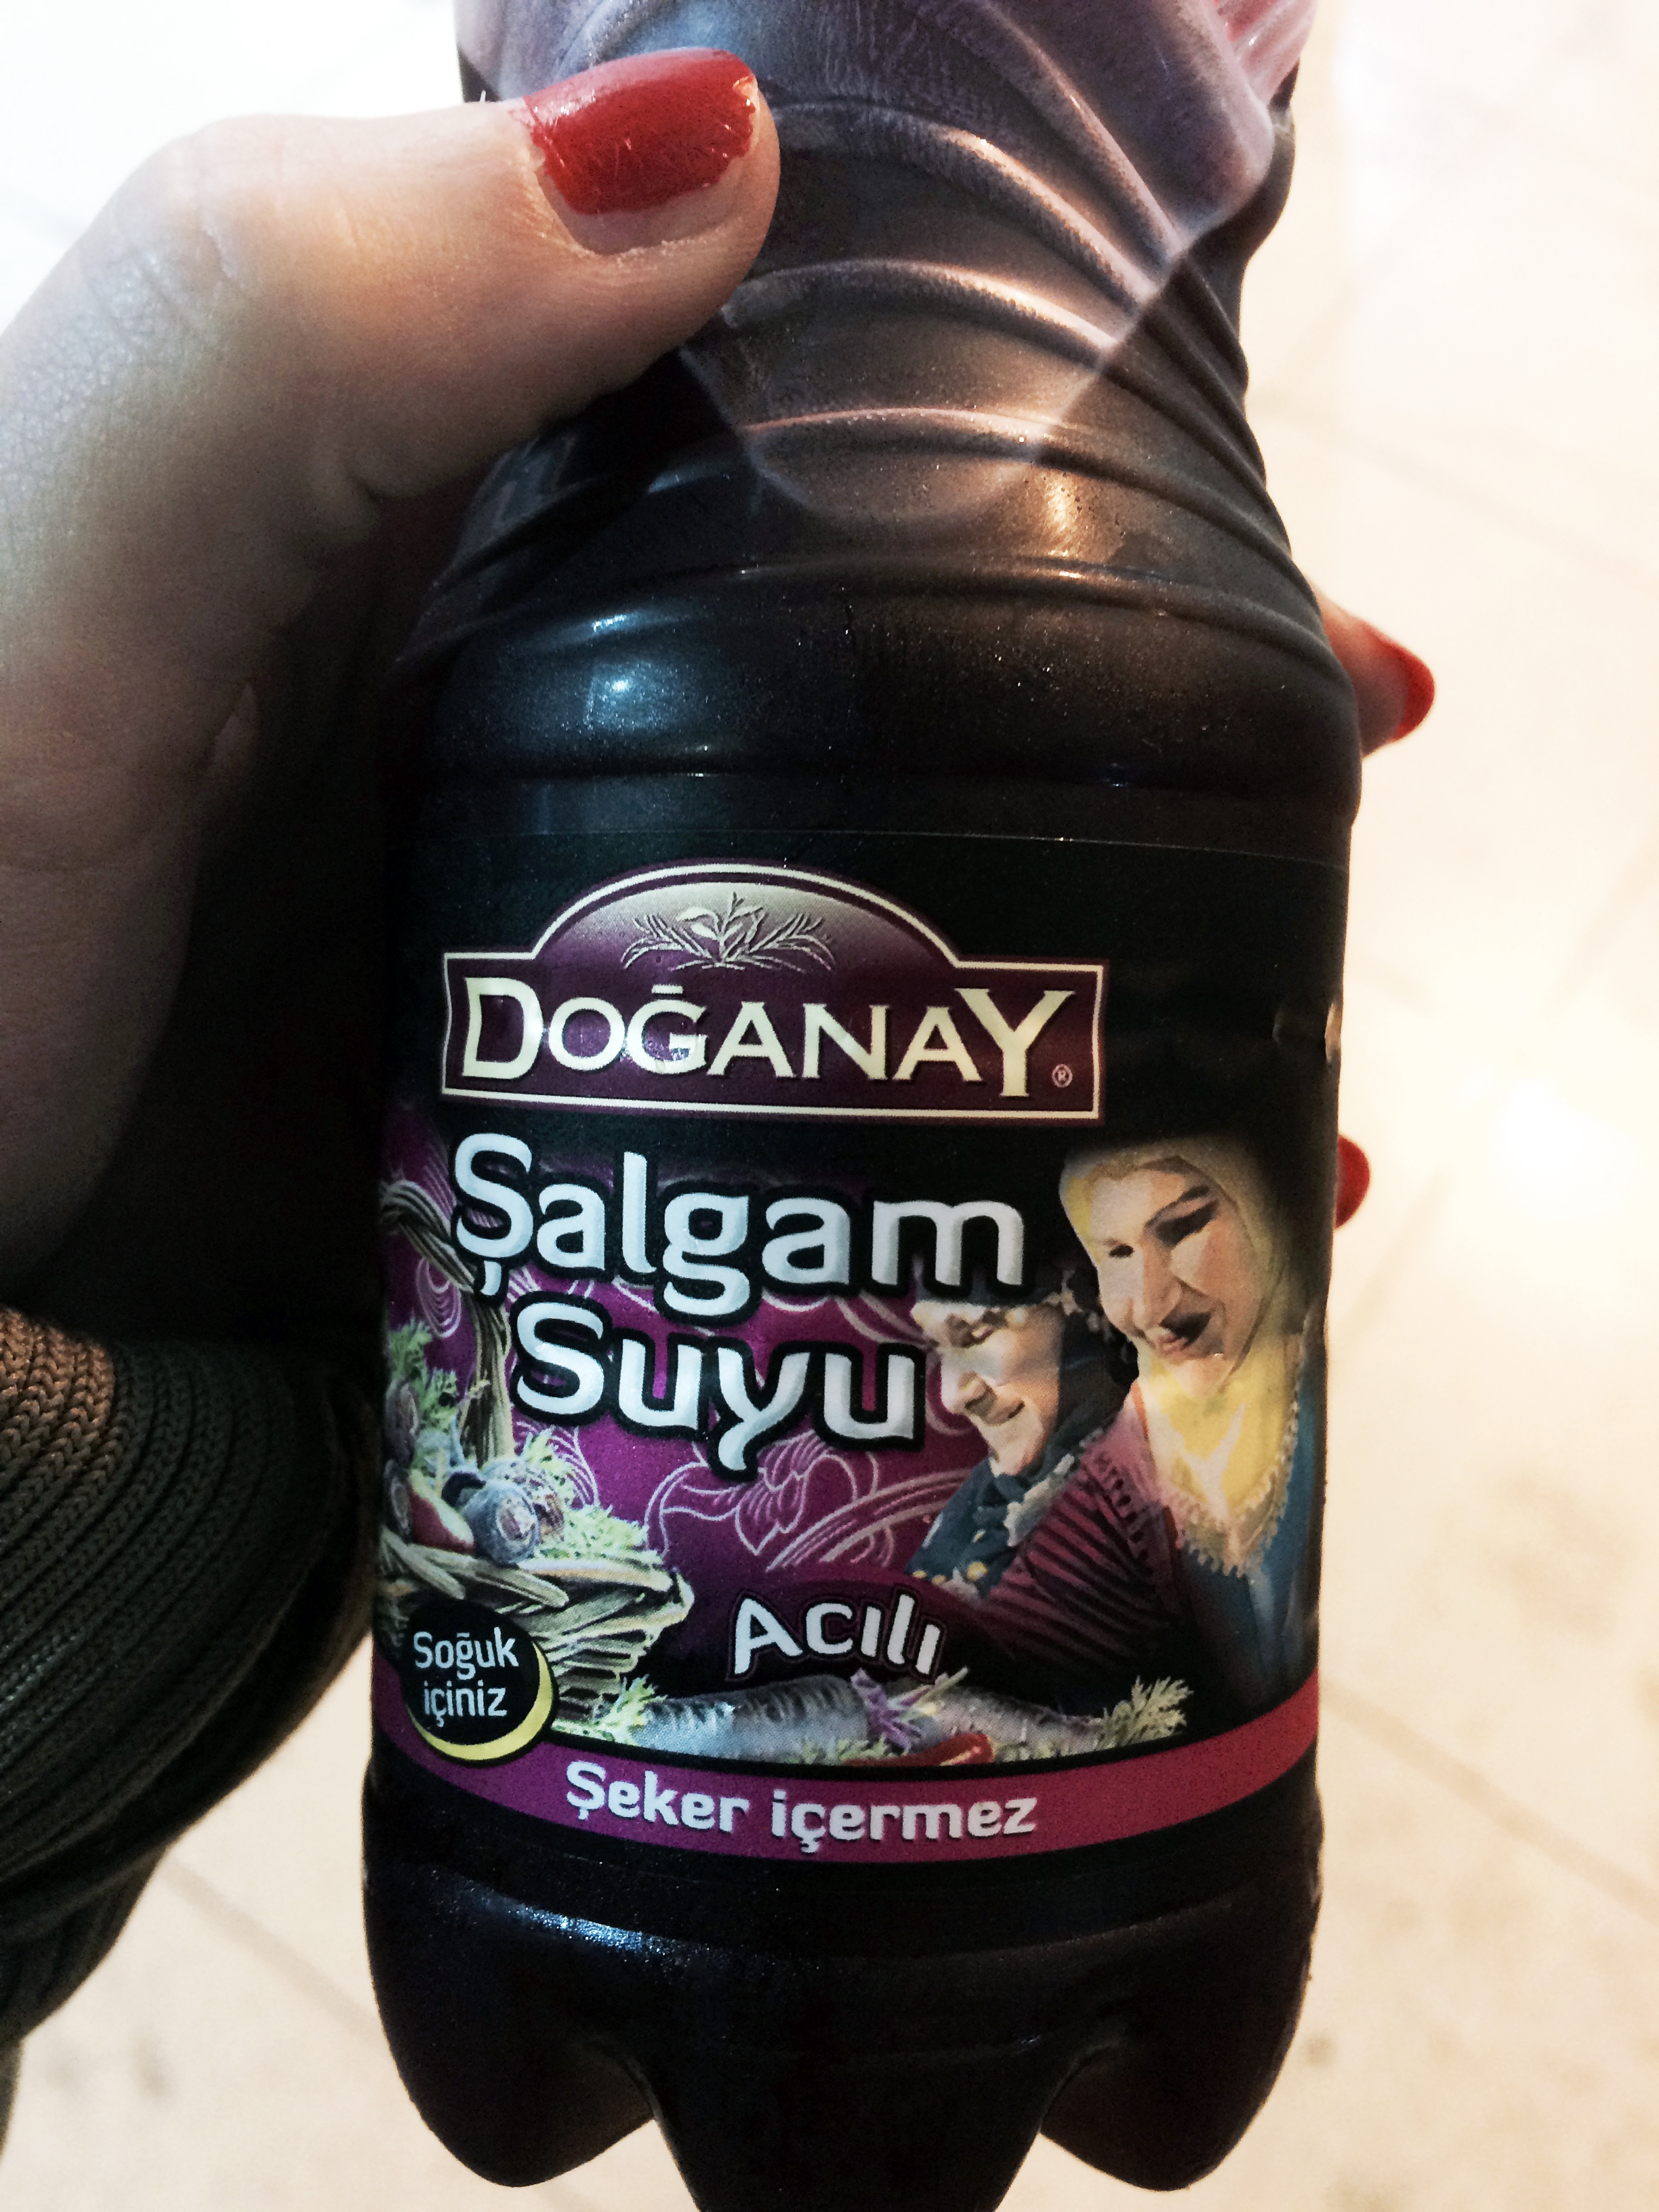 DOĞANAY®
Şalgam
Suyu
Acılı
Soğuk
içiniz
Şeker içermez